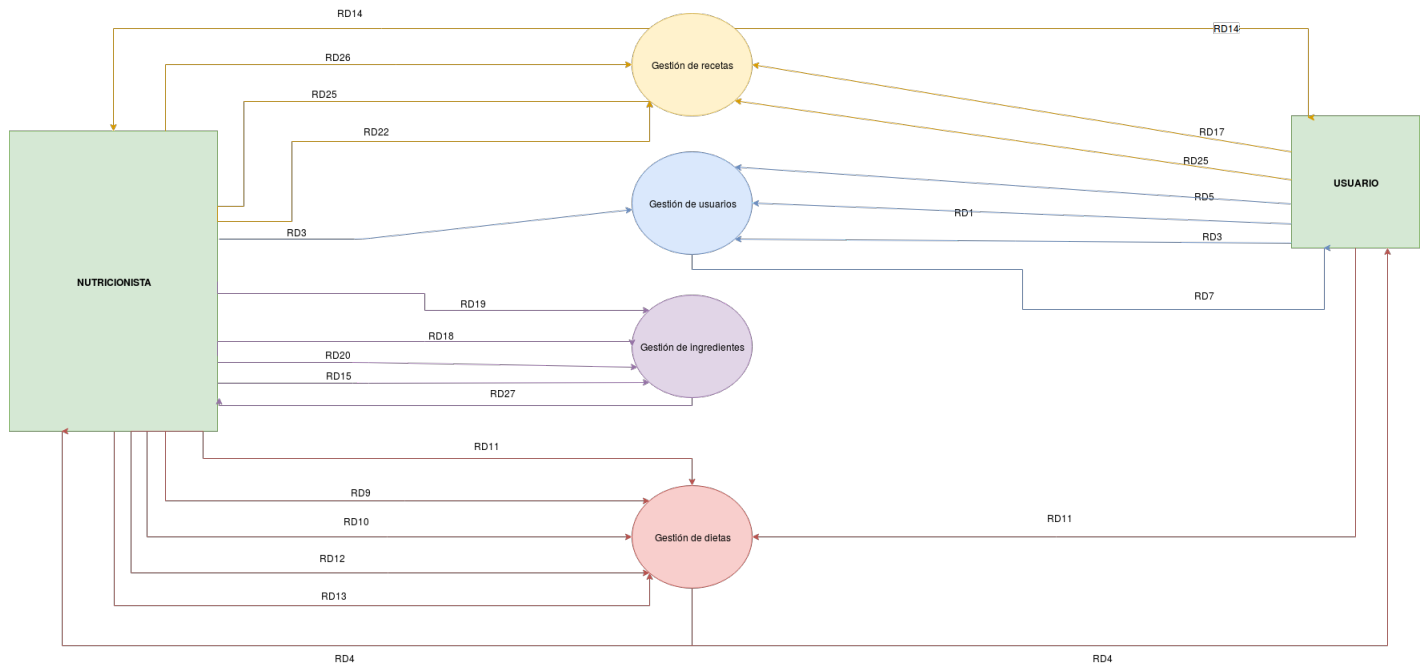 RD14
RD14
RD26
Gestión de recetas
RD25
RD22
RD17
RD25
USUARIO
RD5
Gestión de usuarios
RD1
RD3
RD3
NUTRICIONISTA
RD7
RD19
RD18
Gestión de ingredientes
RD20
RD15
RD27
RD11
RD9
RD11
RD10
Gestión de dietas
RD12
RD13
RD4
RD4